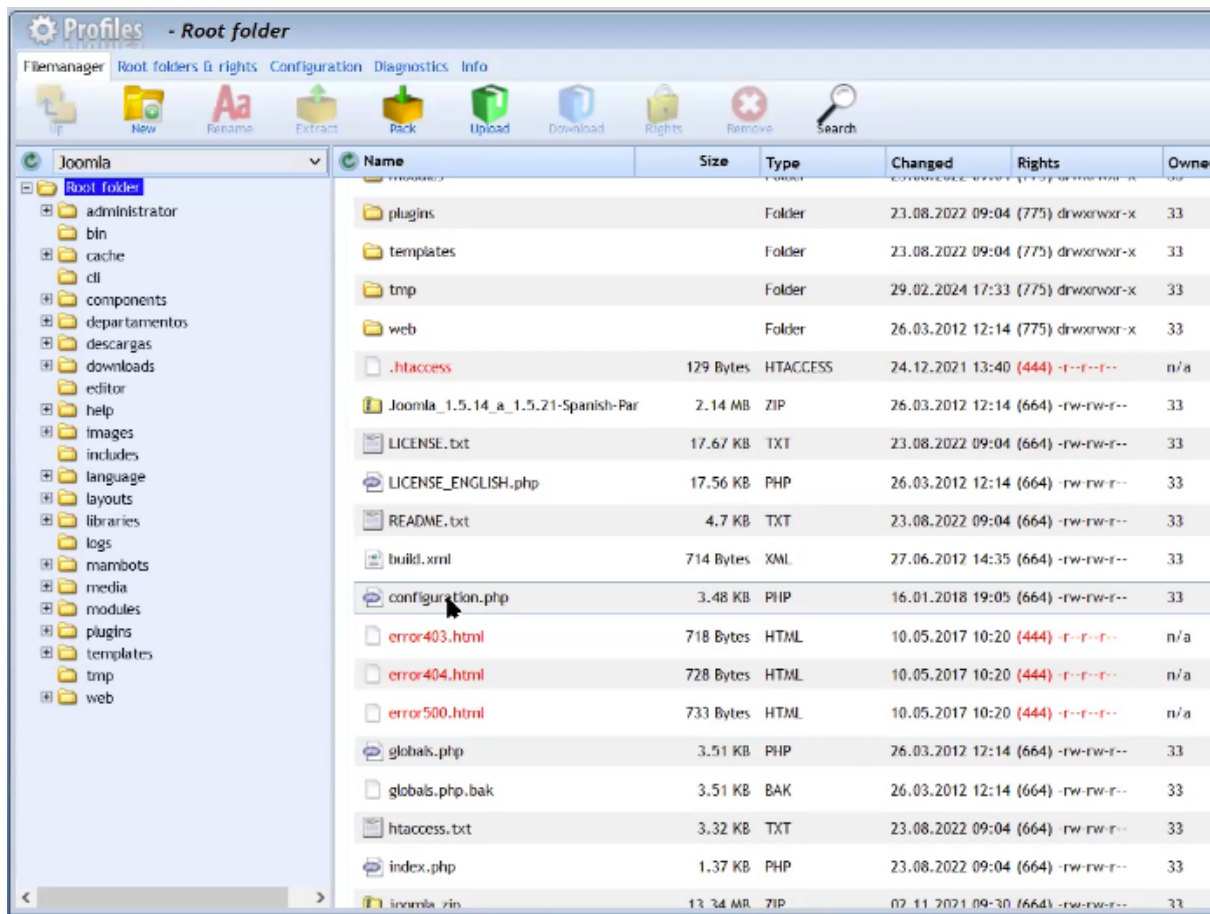 Profiles - Root folder
Filemanager Root folders & rights Configuration Diagnostics Info
Up New Rename Extract Pack Upload Download Rights Remove Search
Joomla
Root folder
administrator
bin
cache
cli
components
departamentos
descargas
downloads
editor
help
images
includes
language
layouts
libraries
logs
mambots
media
modules
plugins
templates
tmp
web
Name Size Type Changed Rights Owne
plugins Folder 23.08.2022 09:04 (775) drwxrwxr-x 33
templates Folder 23.08.2022 09:04 (775) drwxrwxr-x 33
tmp Folder 29.02.2024 17:33 (775) drwxrwxr-x 33
web Folder 26.03.2012 12:14 (775) drwxrwxr-x 33
.htaccess 129 Bytes HTACCESS 24.12.2021 13:40 (444) -r--r--r-- n/a
Joomla_1.5.14_a_1.5.21-Spanish-Par 2.14 MB ZIP 26.03.2012 12:14 (664) -rw-rw-r-- 33
LICENSE.txt 17.67 KB TXT 23.08.2022 09:04 (664) -rw-rw-r-- 33
LICENSE_ENGLISH.php 17.56 KB PHP 26.03.2012 12:14 (664) -rw-rw-r-- 33
README.txt 4.7 KB TXT 23.08.2022 09:04 (664) -rw-rw-r-- 33
build.xml 714 Bytes XML 27.06.2012 14:35 (664) -rw-rw-r-- 33
configuration.php 3.48 KB PHP 16.01.2018 19:05 (664) -rw-rw-r-- 33
error403.html 718 Bytes HTML 10.05.2017 10:20 (444) -r--r--r-- n/a
error404.html 728 Bytes HTML 10.05.2017 10:20 (444) -r--r--r-- n/a
error500.html 733 Bytes HTML 10.05.2017 10:20 (444) -r--r--r-- n/a
globals.php 3.51 KB PHP 26.03.2012 12:14 (664) -rw-rw-r-- 33
globals.php.bak 3.51 KB BAK 26.03.2012 12:14 (664) -rw-rw-r-- 33
htaccess.txt 3.32 KB TXT 23.08.2022 09:04 (664) -rw-rw-r-- 33
index.php 1.37 KB PHP 23.08.2022 09:04 (664) -rw-rw-r-- 33
joomla.zip 13.34 MB ZIP 02.11.2021 09:30 (664) -rw-rw-r-- 33